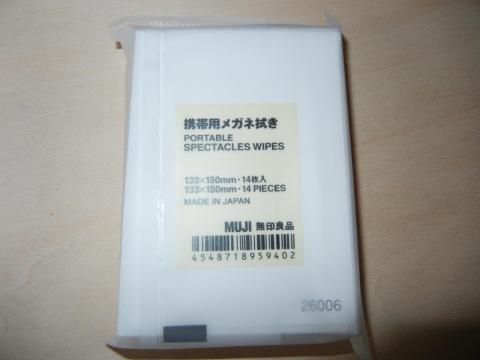 携帯用メガネ拭き
PORTABLE
SPECTACLES WIPES
133×150mm・14枚入
133×150mm・14 PIECES
MADE IN JAPAN
MUJI 無印良品
4548718959402
26006